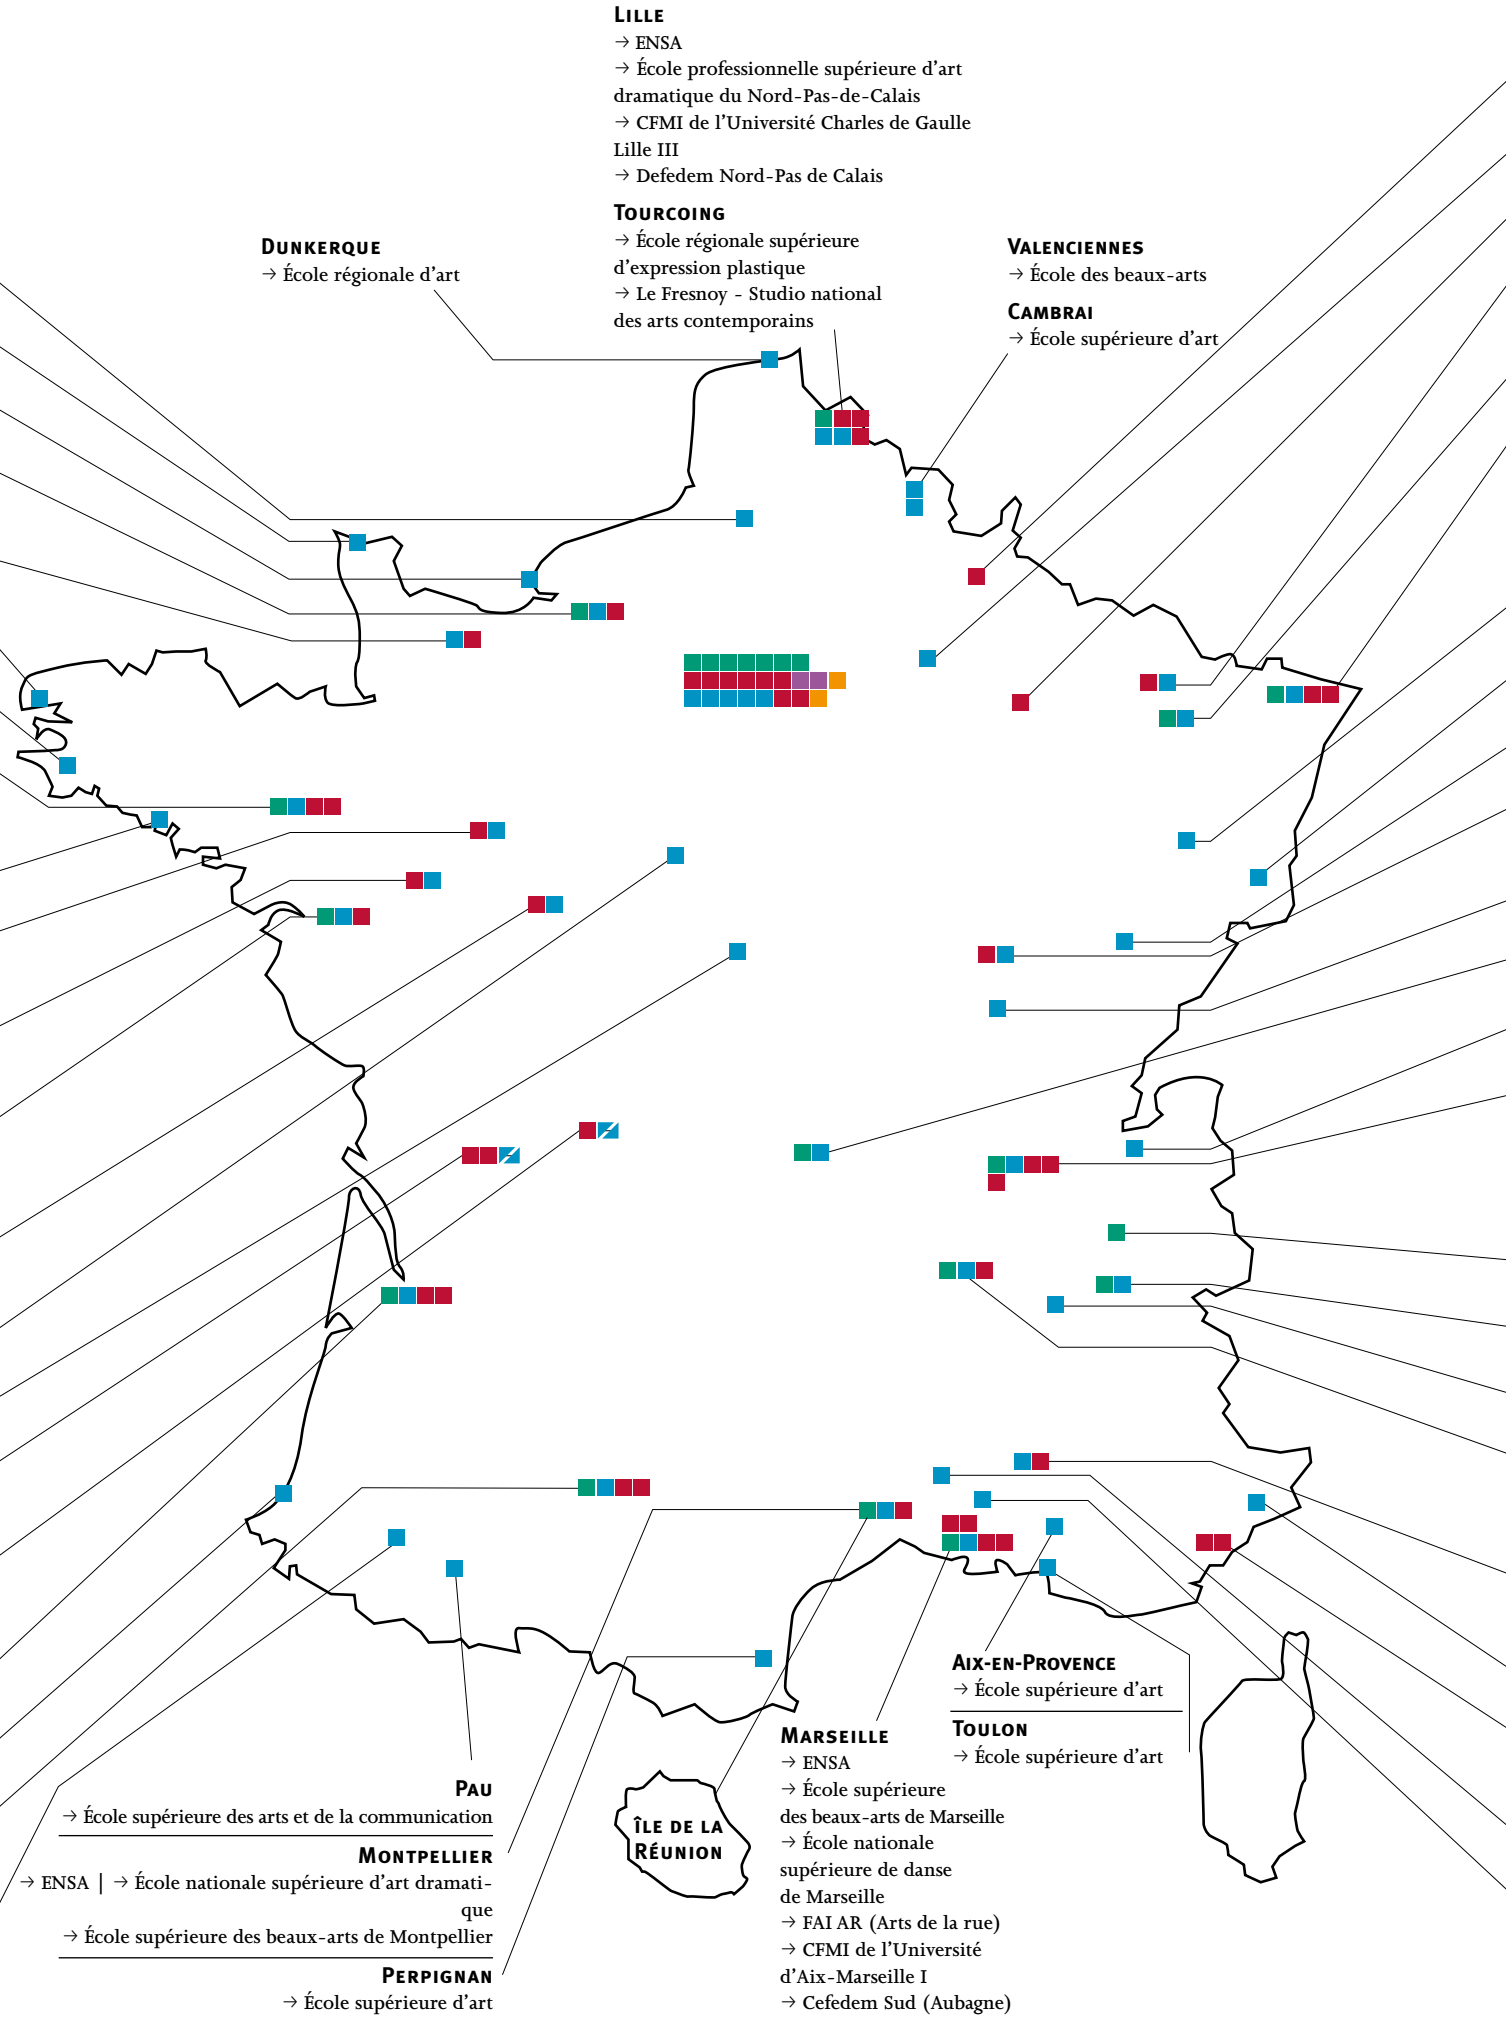 LILLE
→ ENSA
→ École professionnelle supérieure d'art
dramatique du Nord-Pas-de-Calais
→ CFMI de l'Université Charles de Gaulle
Lille III
→ Defedem Nord-Pas de Calais
TOURCOING
→ École régionale supérieure
d'expression plastique
→ Le Fresnoy - Studio national
des arts contemporains
DUNKERQUE
→ École régionale d'art
VALENCIENNES
→ École des beaux-arts
CAMBRAI
→ École supérieure d'art
AIX-EN-PROVENCE
→ École supérieure d'art
TOULON
→ École supérieure d'art
MARSEILLE
→ ENSA
→ École supérieure
des beaux-arts de Marseille
→ École nationale
supérieure de danse
de Marseille
→ FAI AR (Arts de la rue)
→ CFMI de l'Université
d'Aix-Marseille I
→ Cefedem Sud (Aubagne)
ÎLE DE LA
RÉUNION
PAU
→ École supérieure des arts et de la communication
MONTPELLIER
→ ENSA | → École nationale supérieure d'art dramati-
que
→ École supérieure des beaux-arts de Montpellier
PERPIGNAN
→ École supérieure d'art